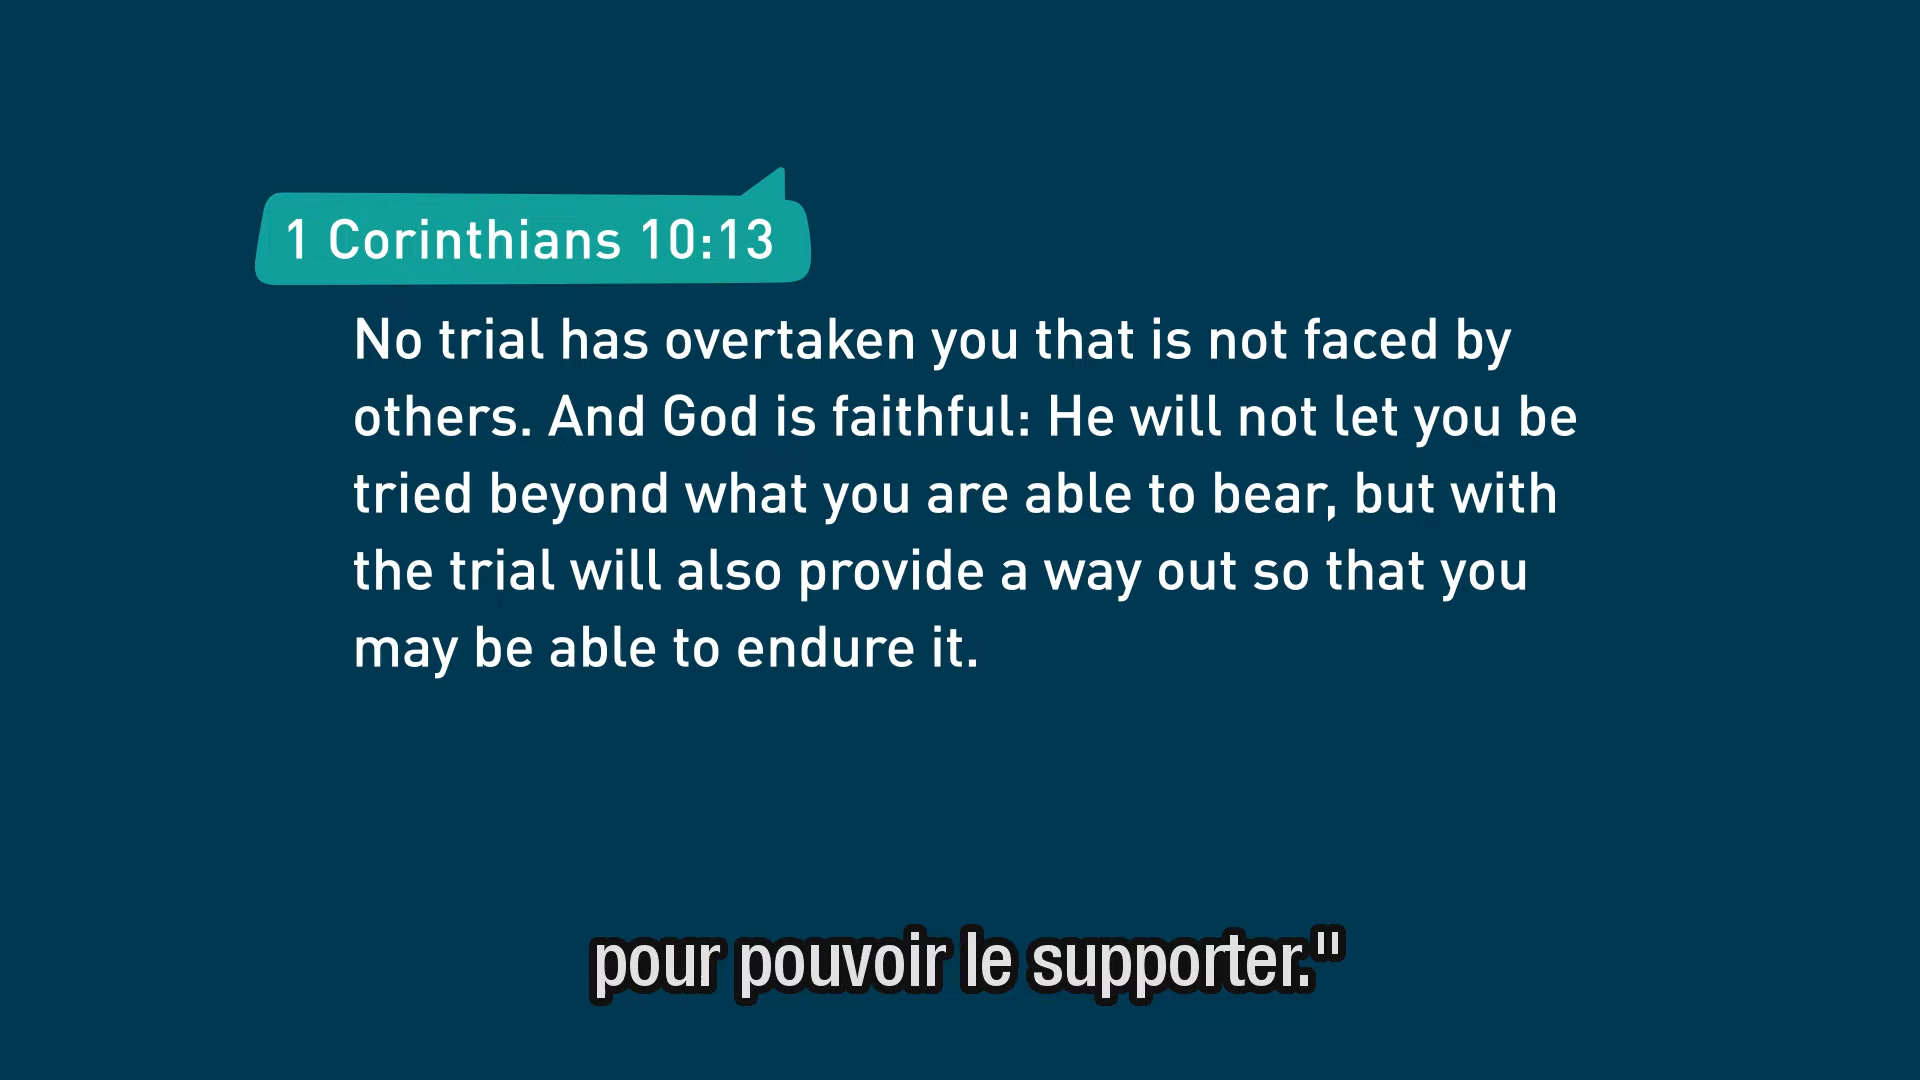 1 Corinthians 10:13
No trial has overtaken you that is not faced by
others. And God is faithful: He will not let you be
tried beyond what you are able to bear, but with
the trial will also provide a way out so that you
may be able to endure it.
pour pouvoir le supporter."